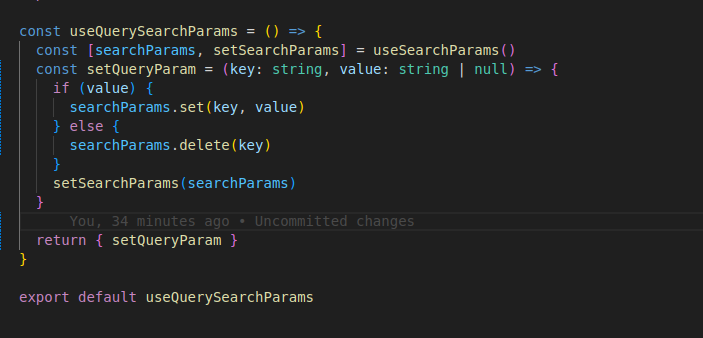 const useQuerySearchParams = () => {
const [searchParams, setSearchParams] = useSearchParams()
const setQueryParam = (key: string, value: string | null) => {
if (value) {
searchParams.set(key, value)
} else {
searchParams.delete(key)
}
setSearchParams(searchParams)
}
You, 34 minutes ago • Uncommitted changes
return { setQueryParam }
}
export default useQuerySearchParams